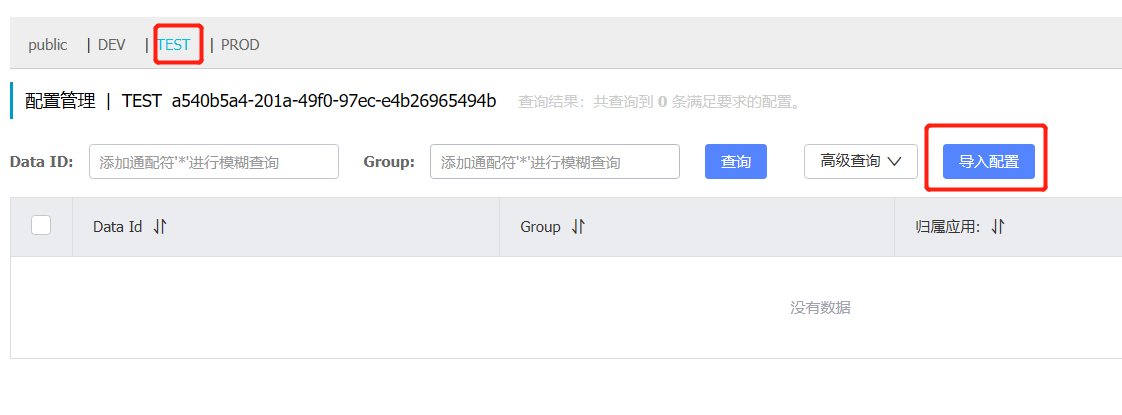 public | DEV | TEST | PROD
配置管理 | TEST a540b5a4-201a-49f0-97ec-e4b26965494b 查询结果：共查询到 0 条满足要求的配置。
Data ID: 添加通配符'*'进行模糊查询 Group: 添加通配符'*'进行模糊查询 查询 高级查询 导入配置
Data Id Group 归属应用:
没有数据